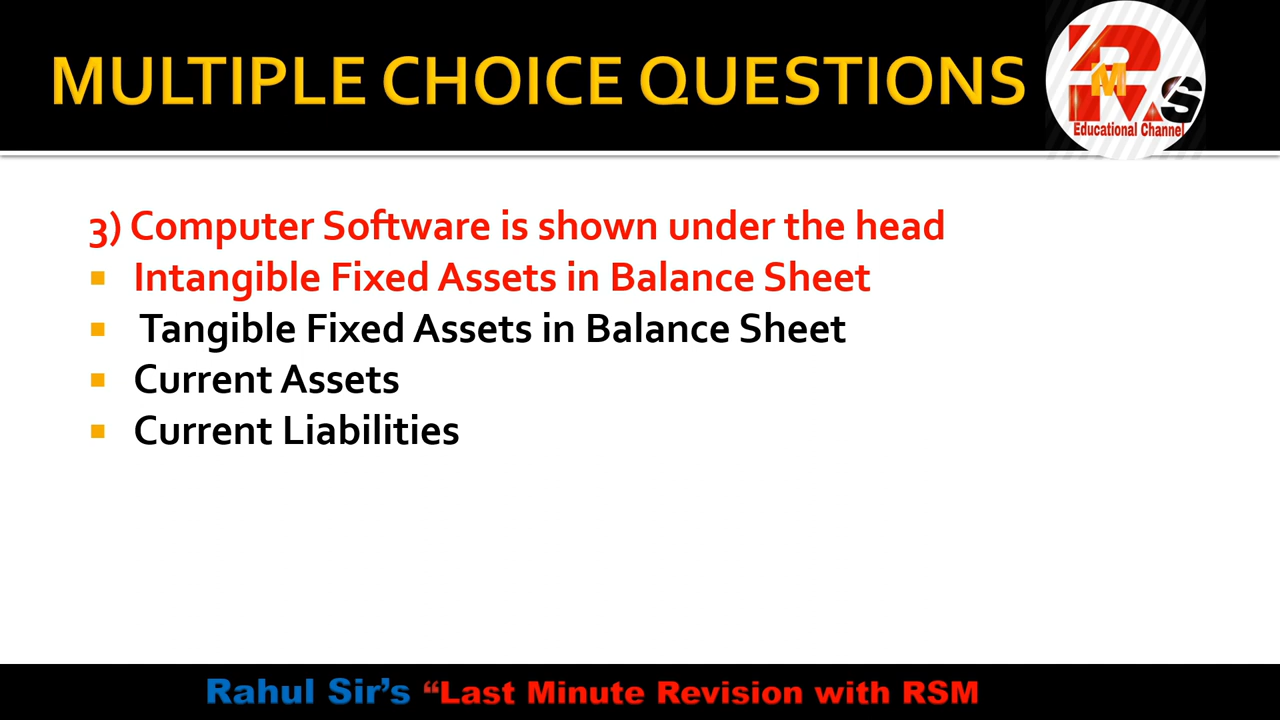 MULTIPLE CHOICE QUESTIONS
RMS
Educational Channel
3) Computer Software is shown under the head
▪ Intangible Fixed Assets in Balance Sheet
▪ Tangible Fixed Assets in Balance Sheet
▪ Current Assets
▪ Current Liabilities
Rahul Sir's “Last Minute Revision with RSM